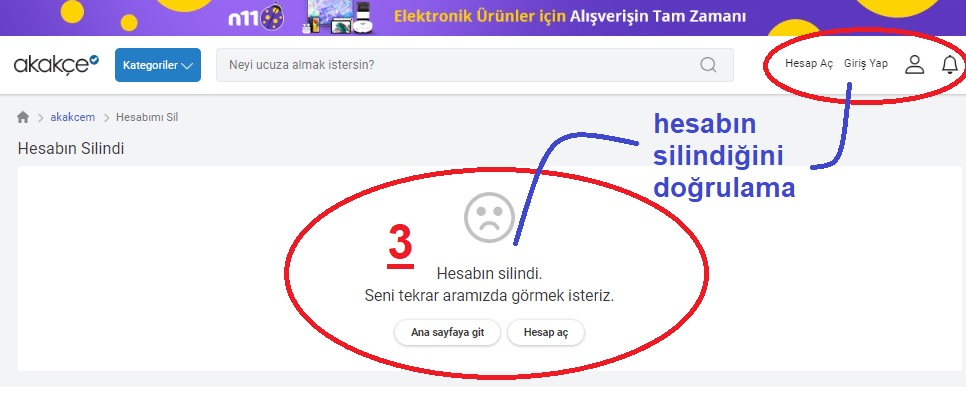 n11 Elektronik Ürünler için Alışverişin Tam Zamanı
akakçe Kategoriler Neyi ucuza almak istersin? Hesap Aç Giriş Yap
akakcem Hesabımı Sil
Hesabın Silindi
hesabın
silindiğini
doğrulama
3
Hesabın silindi.
Seni tekrar aramızda görmek isteriz.
Ana sayfaya git Hesap aç